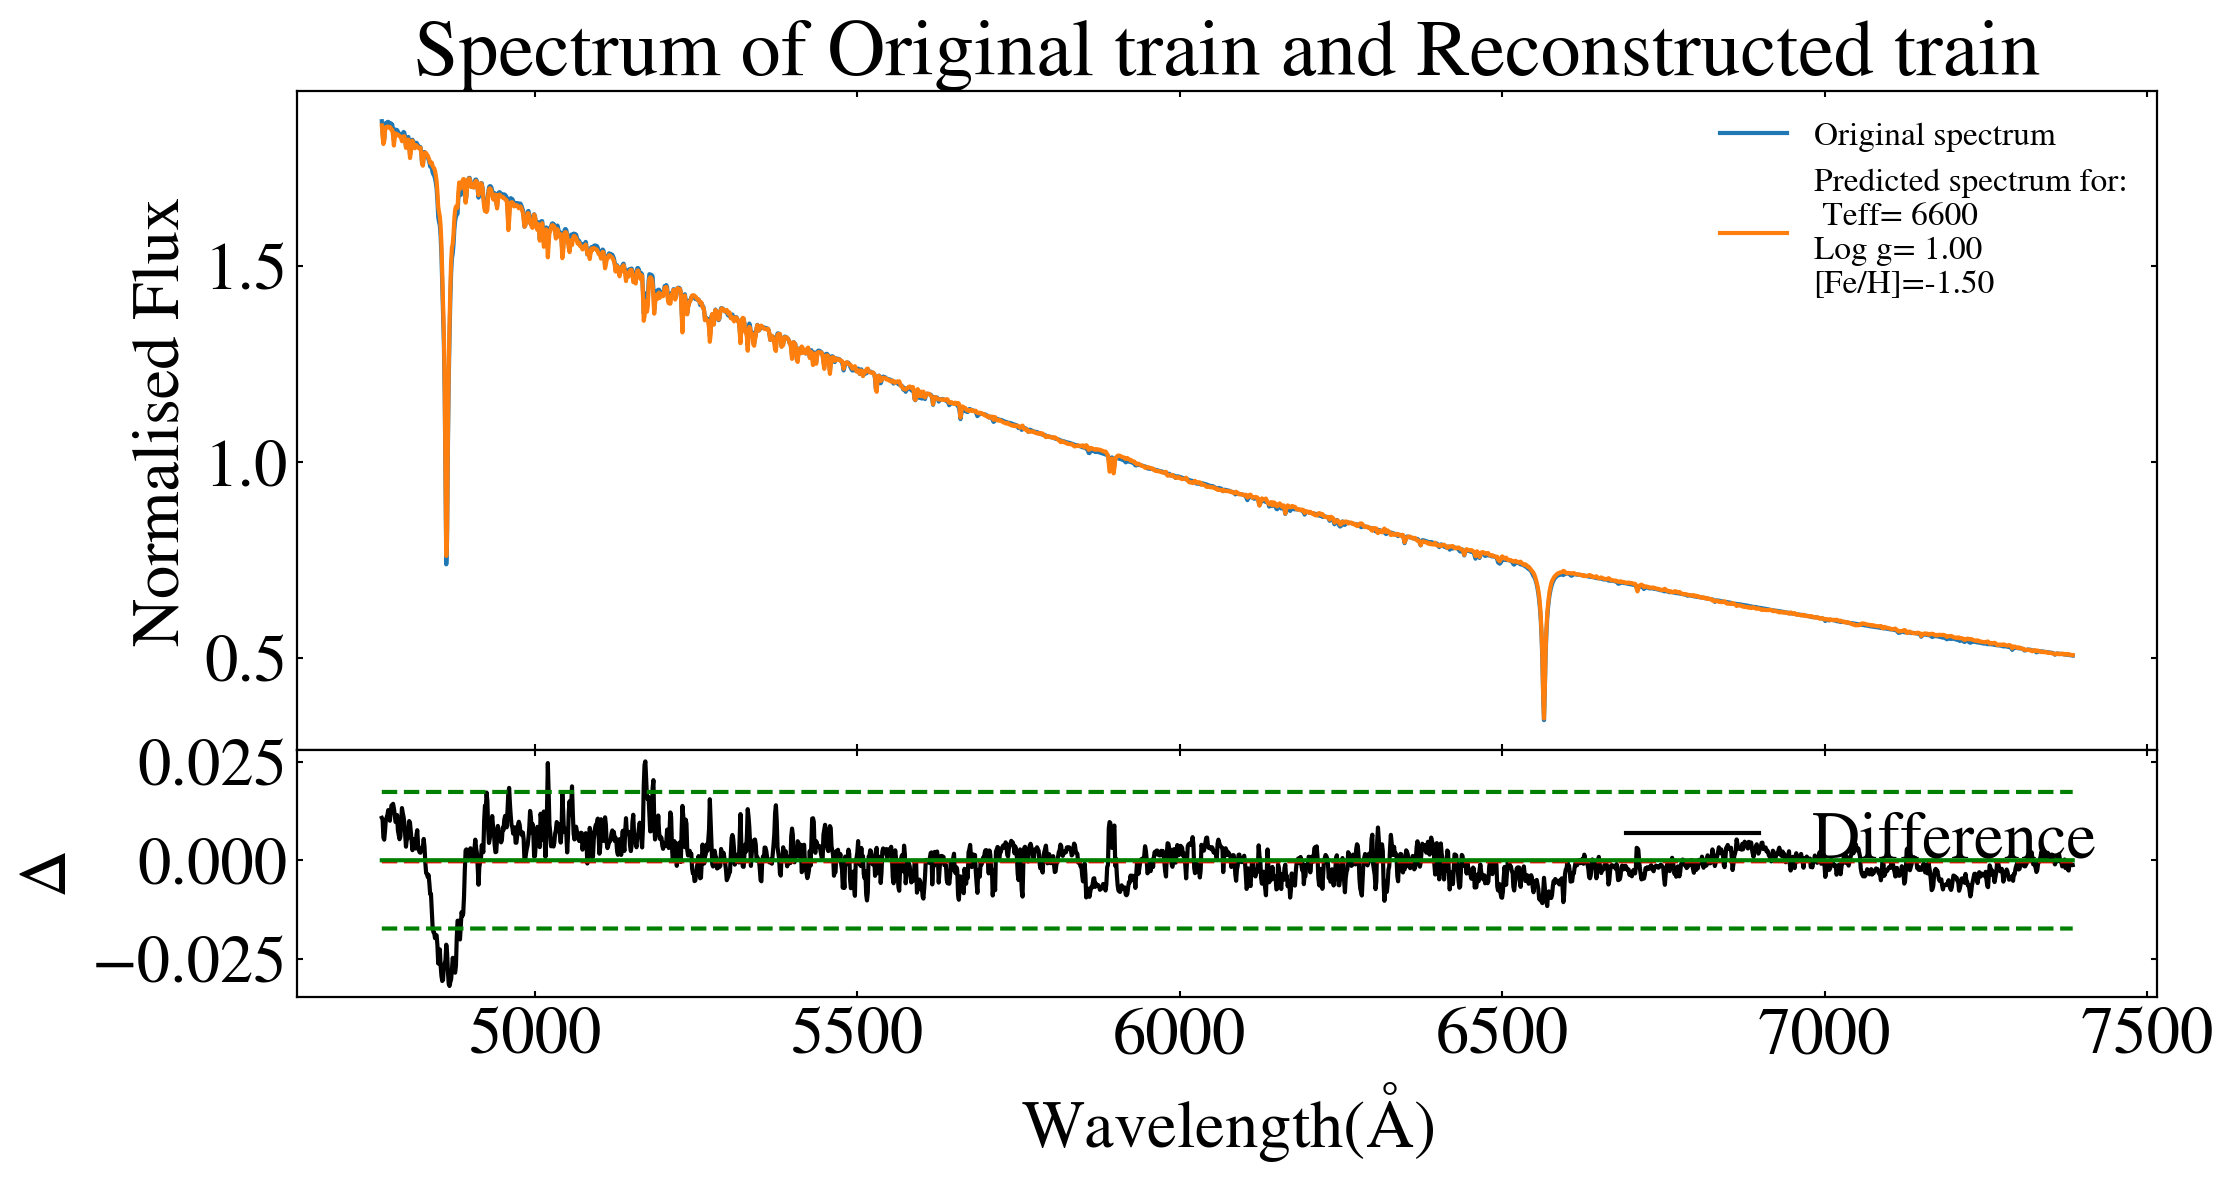 Spectrum of Original train and Reconstructed train
Original spectrum
Predicted spectrum for:
Teff= 6600
Log g= 1.00
[Fe/H]=-1.50
Normalised Flux
1.5
1.0
0.5
0.025
0.000
−0.025
Δ
Difference
5000
5500
6000
6500
7000
7500
Wavelength(Å)